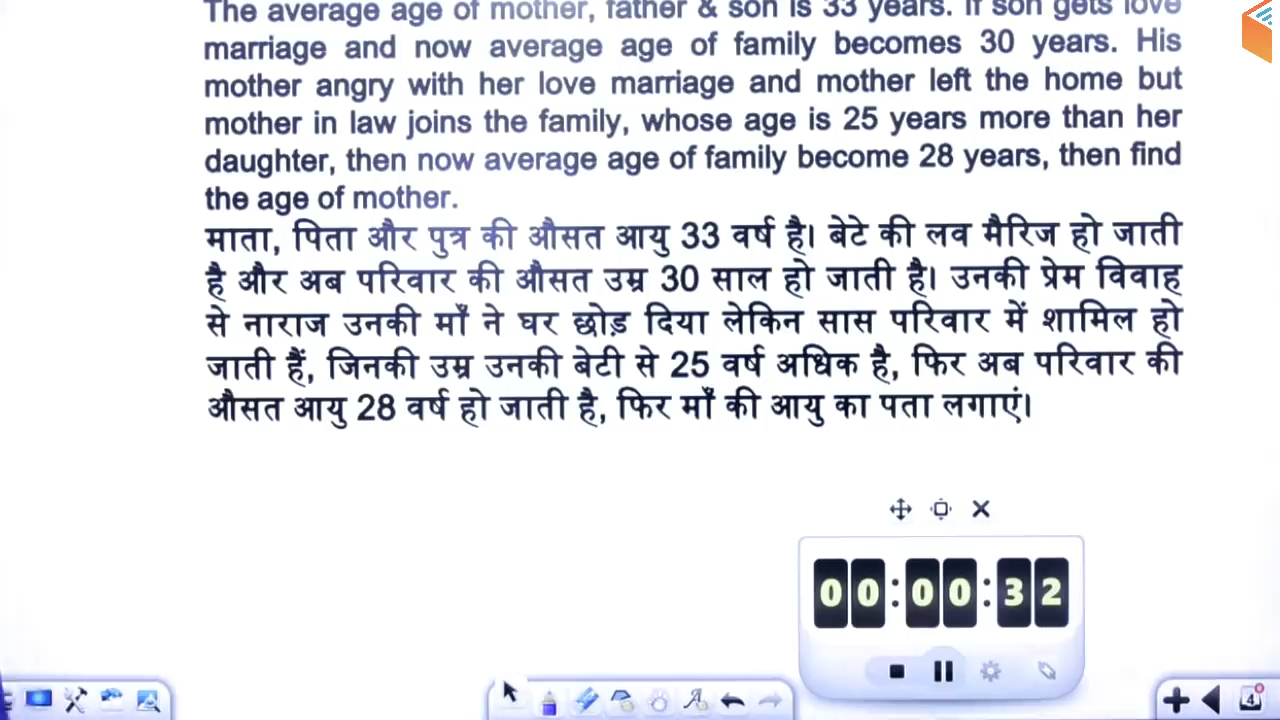 The average age of mother, father & son is 33 years. If son gets love
marriage and now average age of family becomes 30 years. His
mother angry with her love marriage and mother left the home but
mother in law joins the family, whose age is 25 years more than her
daughter, then now average age of family become 28 years, then find
the age of mother.
माता, पिता और पुत्र की औसत आयु 33 वर्ष है। बेटे की लव मैरिज हो जाती
है और अब परिवार की औसत उम्र 30 साल हो जाती है। उनकी प्रेम विवाह
से नाराज उनकी माँ ने घर छोड़ दिया लेकिन सास परिवार में शामिल हो
जाती हैं, जिनकी उम्र उनकी बेटी से 25 वर्ष अधिक है, फिर अब परिवार की
औसत आयु 28 वर्ष हो जाती है, फिर माँ की आयु का पता लगाएं।
00:00:32
4